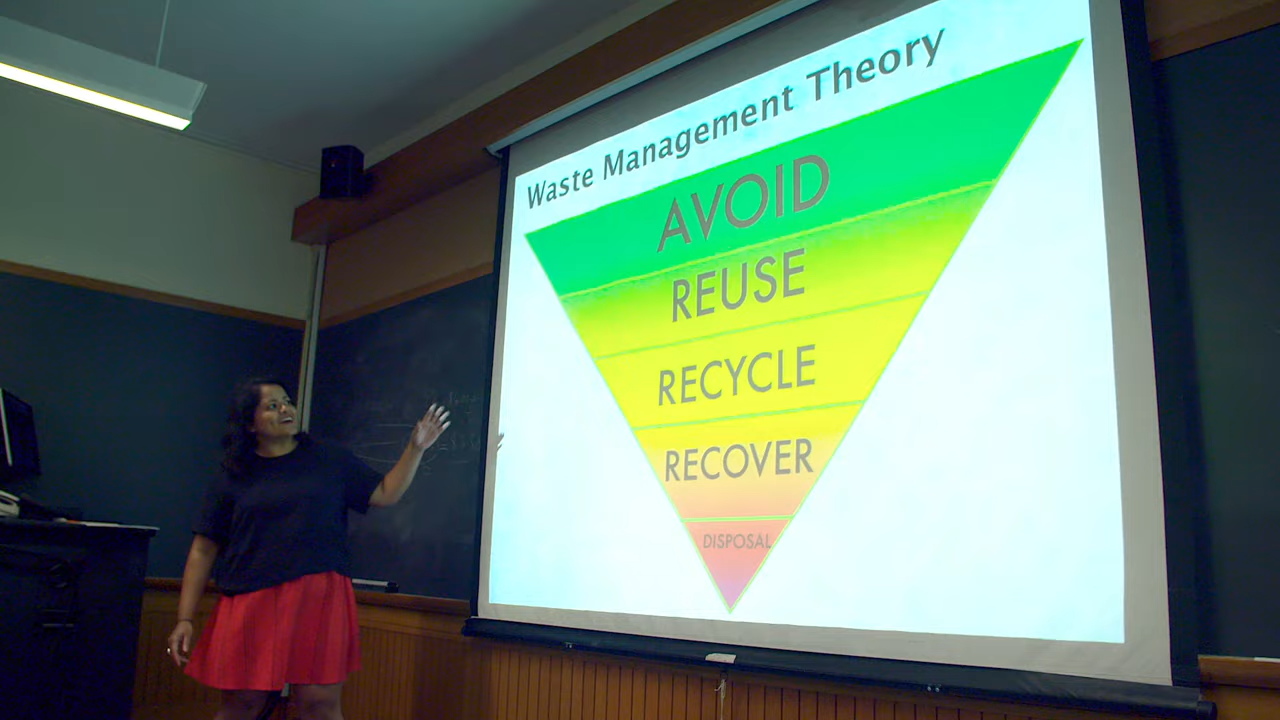 Waste Management Theory
AVOID
REUSE
RECYCLE
RECOVER
DISPOSAL